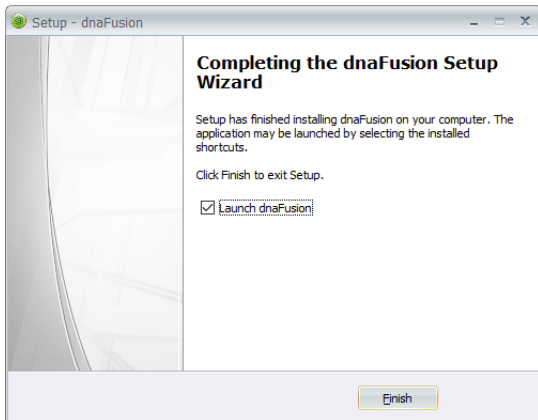 Setup - dnaFusion
Completing the dnaFusion Setup
Wizard
Setup has finished installing dnaFusion on your computer. The
application may be launched by selecting the installed
shortcuts.
Click Finish to exit Setup.
Launch dnaFusion
Finish